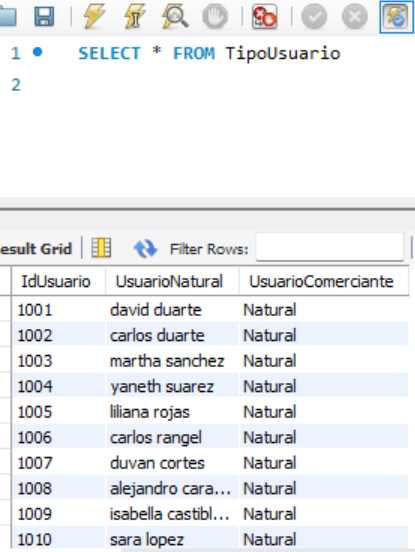 1 SELECT * FROM TipoUsuario
2
esult Grid Filter Rows:
IdUsuario UsuarioNatural UsuarioComerciante
1001 david duarte Natural
1002 carlos duarte Natural
1003 martha sanchez Natural
1004 yaneth suarez Natural
1005 liliana rojas Natural
1006 carlos rangel Natural
1007 duvan cortes Natural
1008 alejandro cara... Natural
1009 isabella castibl... Natural
1010 sara lopez Natural